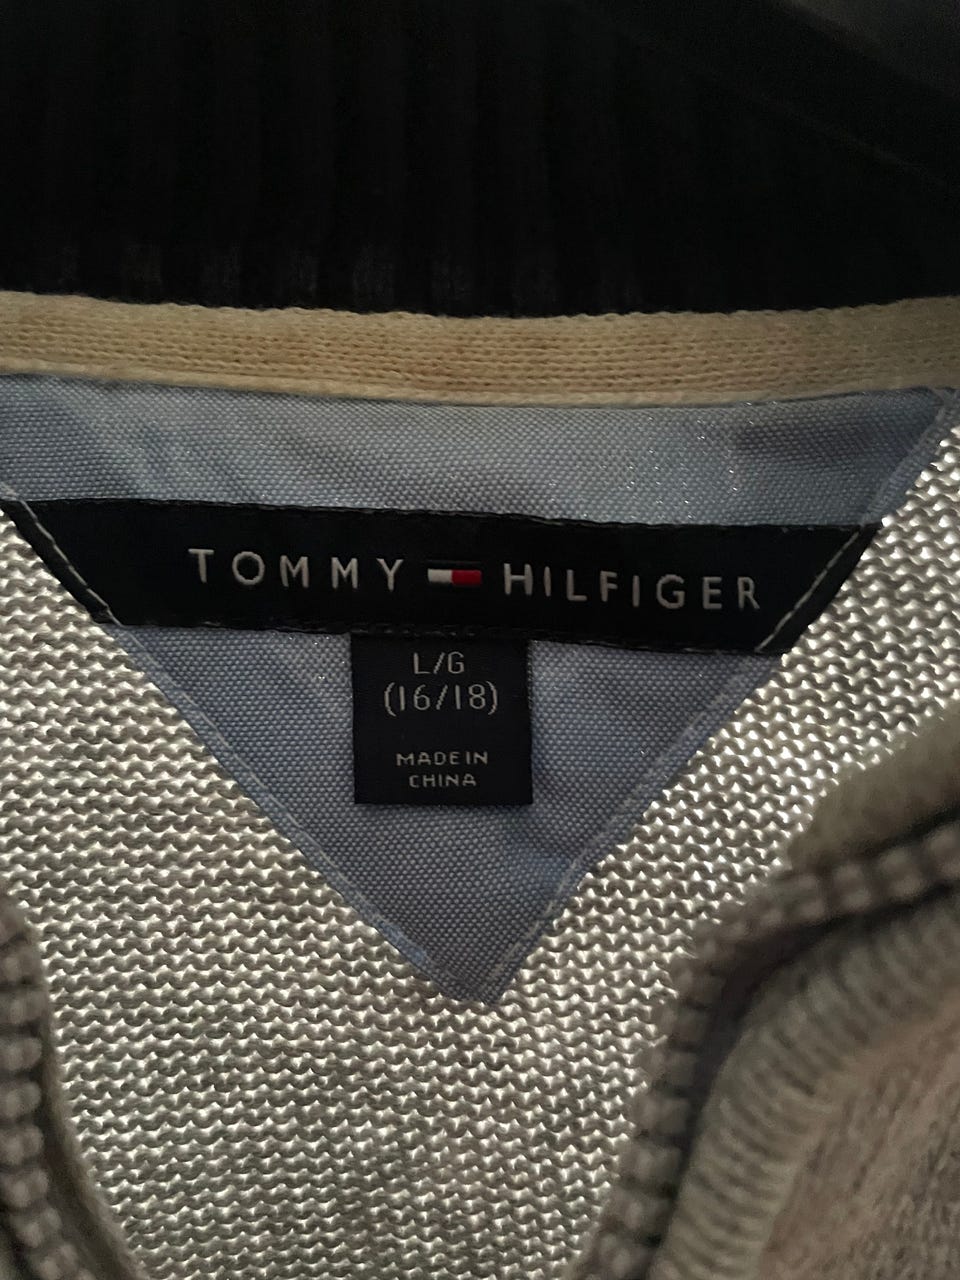 TOMMY HILFIGER
L/G
(16/18)
MADE IN
CHINA